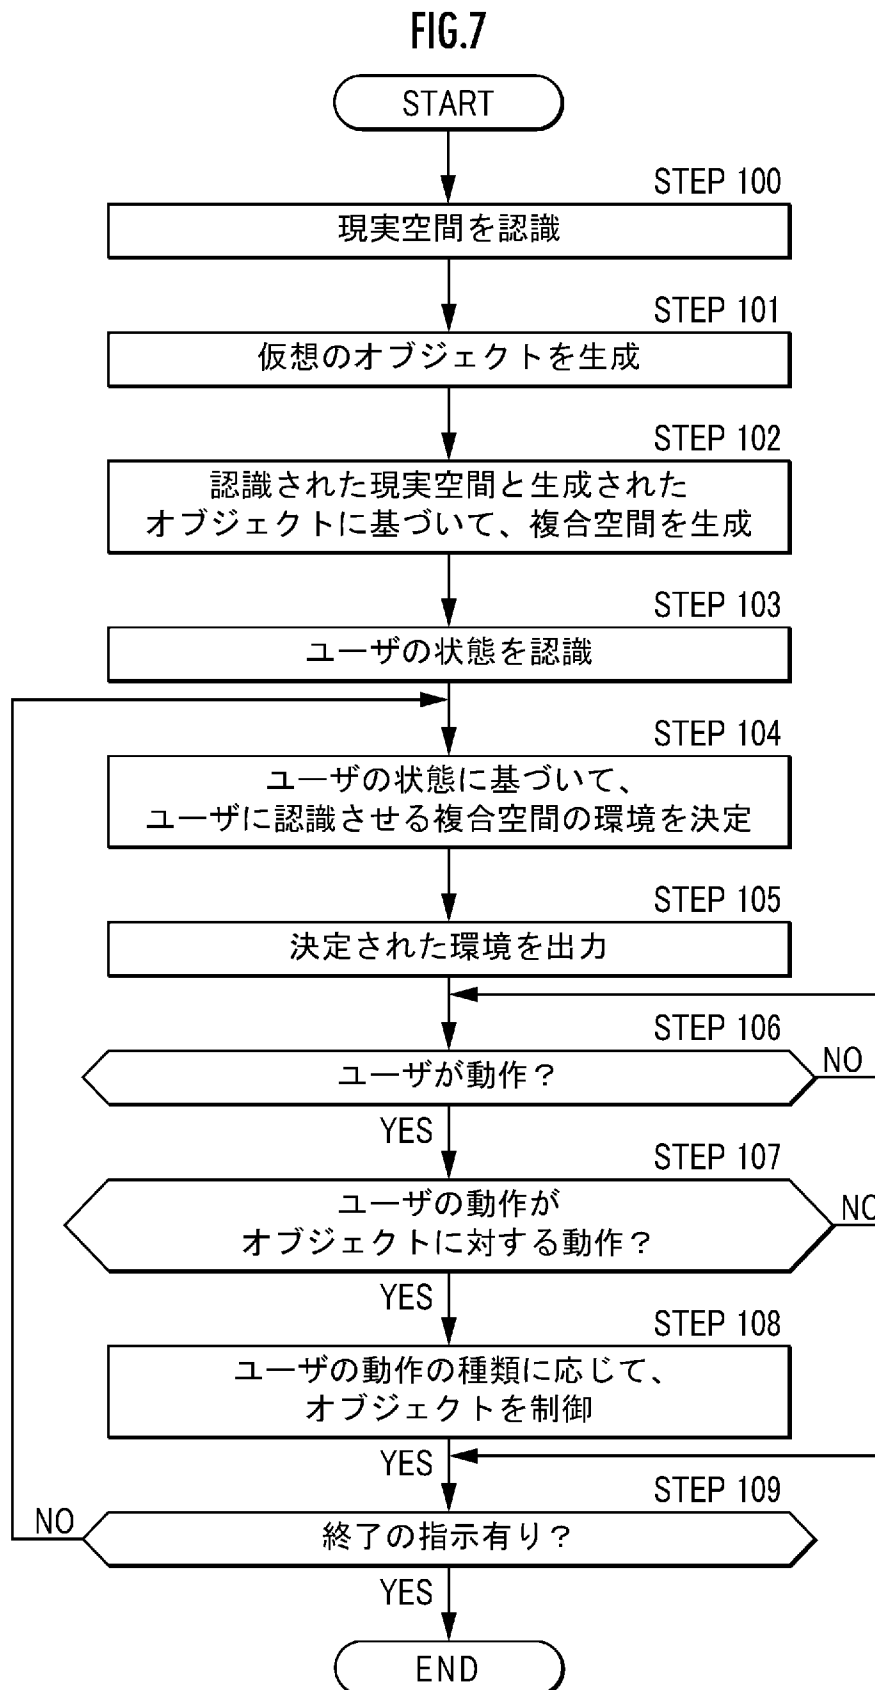 FIG.7
START
STEP 100
現実空間を認識
STEP 101
仮想のオブジェクトを生成
STEP 102
認識された現実空間と生成された
オブジェクトに基づいて、複合空間を生成
STEP 103
ユーザの状態を認識
STEP 104
ユーザの状態に基づいて、
ユーザに認識させる複合空間の環境を決定
STEP 105
決定された環境を出力
STEP 106
ユーザが動作？
NO
YES
STEP 107
ユーザの動作が
オブジェクトに対する動作？
NO
YES
STEP 108
ユーザの動作の種類に応じて、
オブジェクトを制御
YES
STEP 109
終了の指示有り？
NO
YES
END